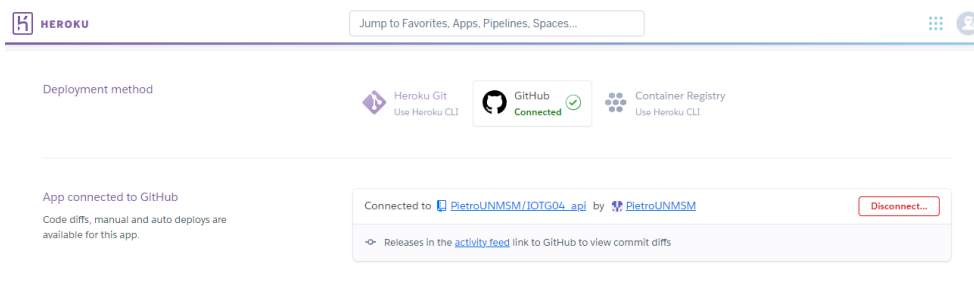 HEROKU
Jump to Favorites, Apps, Pipelines, Spaces...
Deployment method
Heroku Git
Use Heroku CLI
GitHub
Connected
Container Registry
Use Heroku CLI
App connected to GitHub
Code diffs, manual and auto deploys are
available for this app.
Connected to PietroUNMSM/IOTG04_api by PietroUNMSM
Disconnect...
Releases in the activity feed link to GitHub to view commit diffs